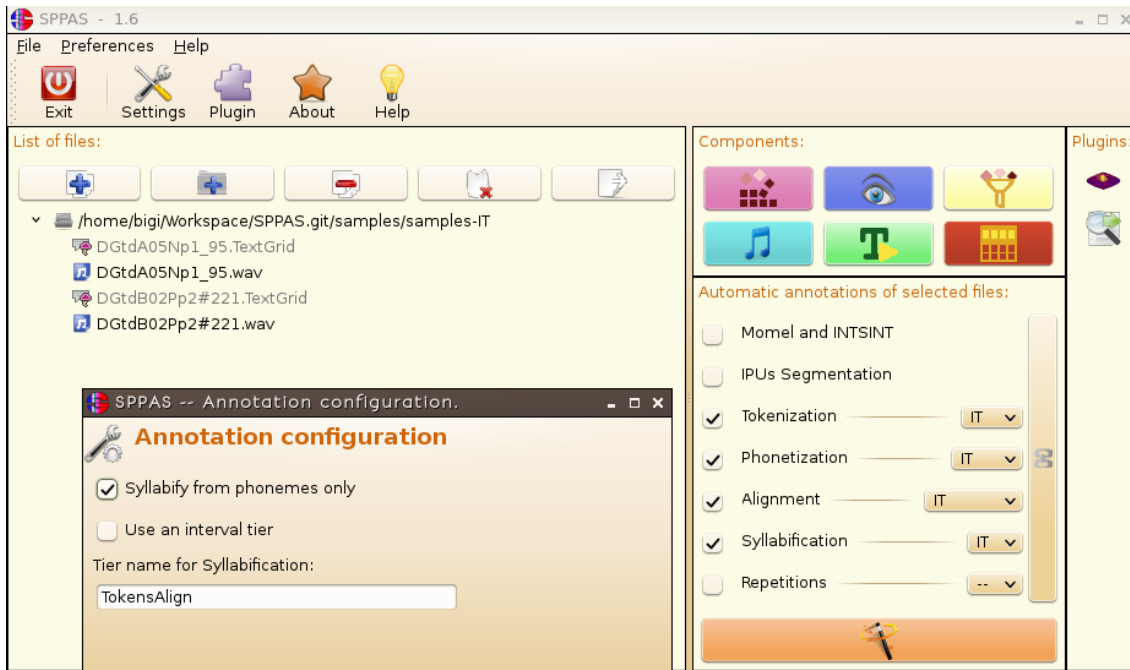 SPPAS - 1.6
File Preferences Help
Exit Settings Plugin About Help
List of files:
/home/bigi/Workspace/SPPAS.git/samples/samples-IT
DGtdA05Np1_95.TextGrid
DGtdA05Np1_95.wav
DGtdB02Pp2#221.TextGrid
DGtdB02Pp2#221.wav
SPPAS -- Annotation configuration.
Annotation configuration
Syllabify from phonemes only
Use an interval tier
Tier name for Syllabification:
TokensAlign
Components:
T
Automatic annotations of selected files:
Momel and INTSINT
IPUs Segmentation
Tokenization IT
Phonetization IT
Alignment IT
Syllabification IT
Repetitions --
Plugins: